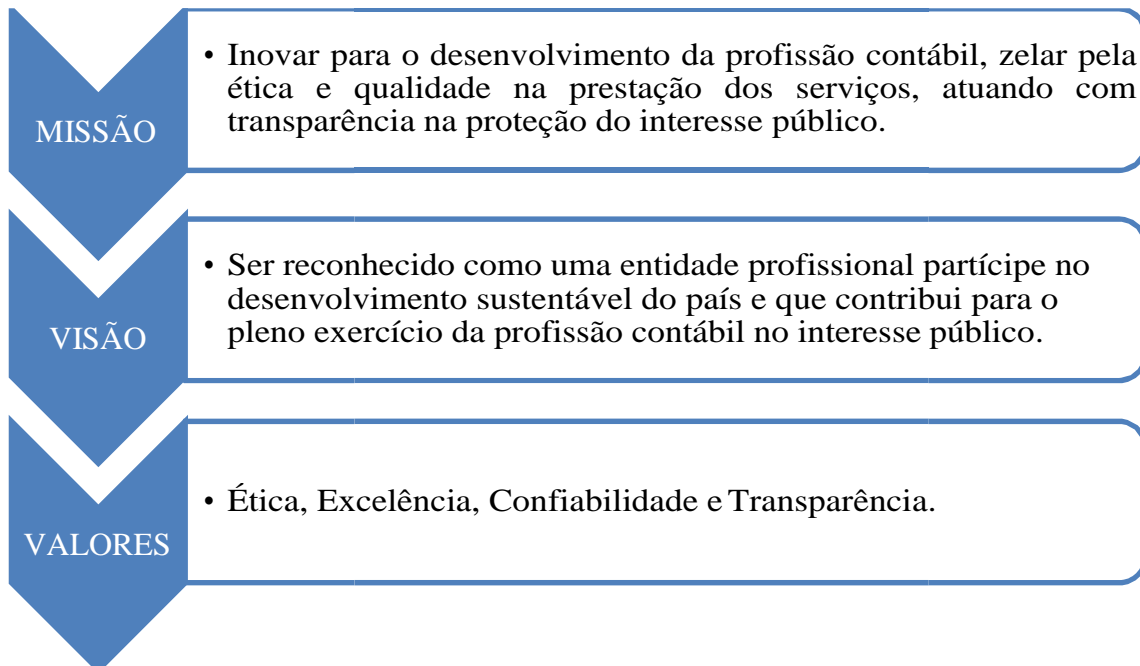 MISSÃO
• Inovar para o desenvolvimento da profissão contábil, zelar pela
ética e qualidade na prestação dos serviços, atuando com
transparência na proteção do interesse público.
VISÃO
• Ser reconhecido como uma entidade profissional partícipe no
desenvolvimento sustentável do país e que contribui para o
pleno exercício da profissão contábil no interesse público.
VALORES
• Ética, Excelência, Confiabilidade e Transparência.